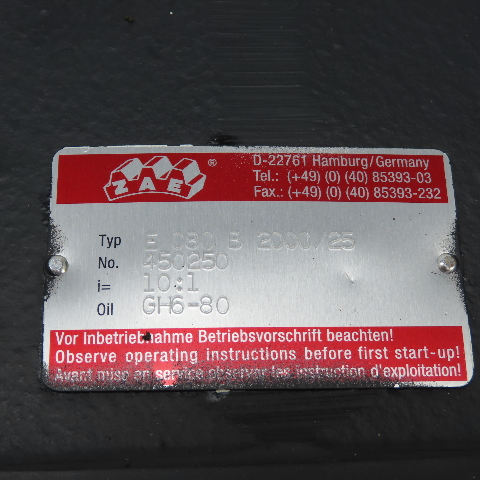 ZAE ®
D-22761 Hamburg/Germany
Tel.: (+49) (0) (40) 85393-03
Fax.: (+49) (0) (40) 85393-232
Typ E 080 B 2000/25
No. 450250
i= 10:1
Oil GH6-80
Vor Inbetriebnahme Betriebsvorschrift beachten!
Observe operating instructions before first start-up!
Avant mise en service observer les instruction d'exploitation!